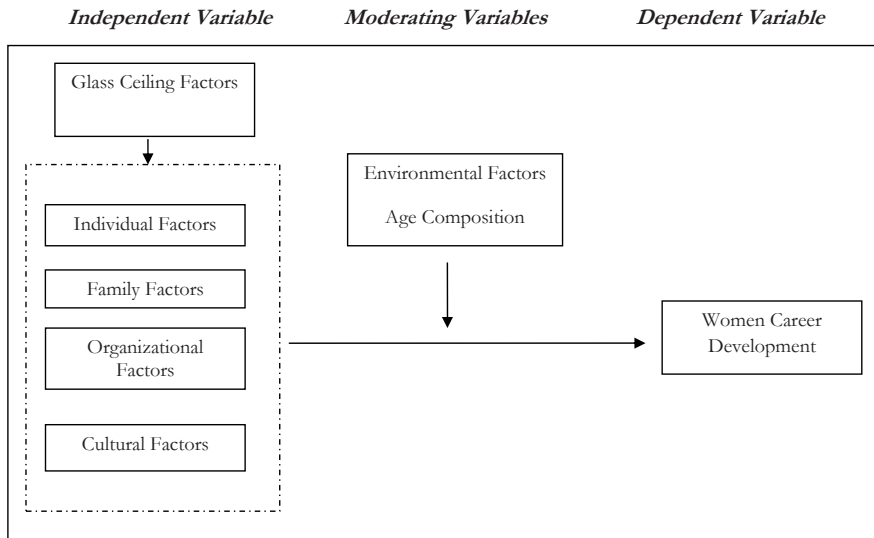 Independent Variable
Moderating Variables
Dependent Variable
Glass Ceiling Factors
Individual Factors
Family Factors
Organizational
Factors
Cultural Factors
Environmental Factors
Age Composition
Women Career
Development